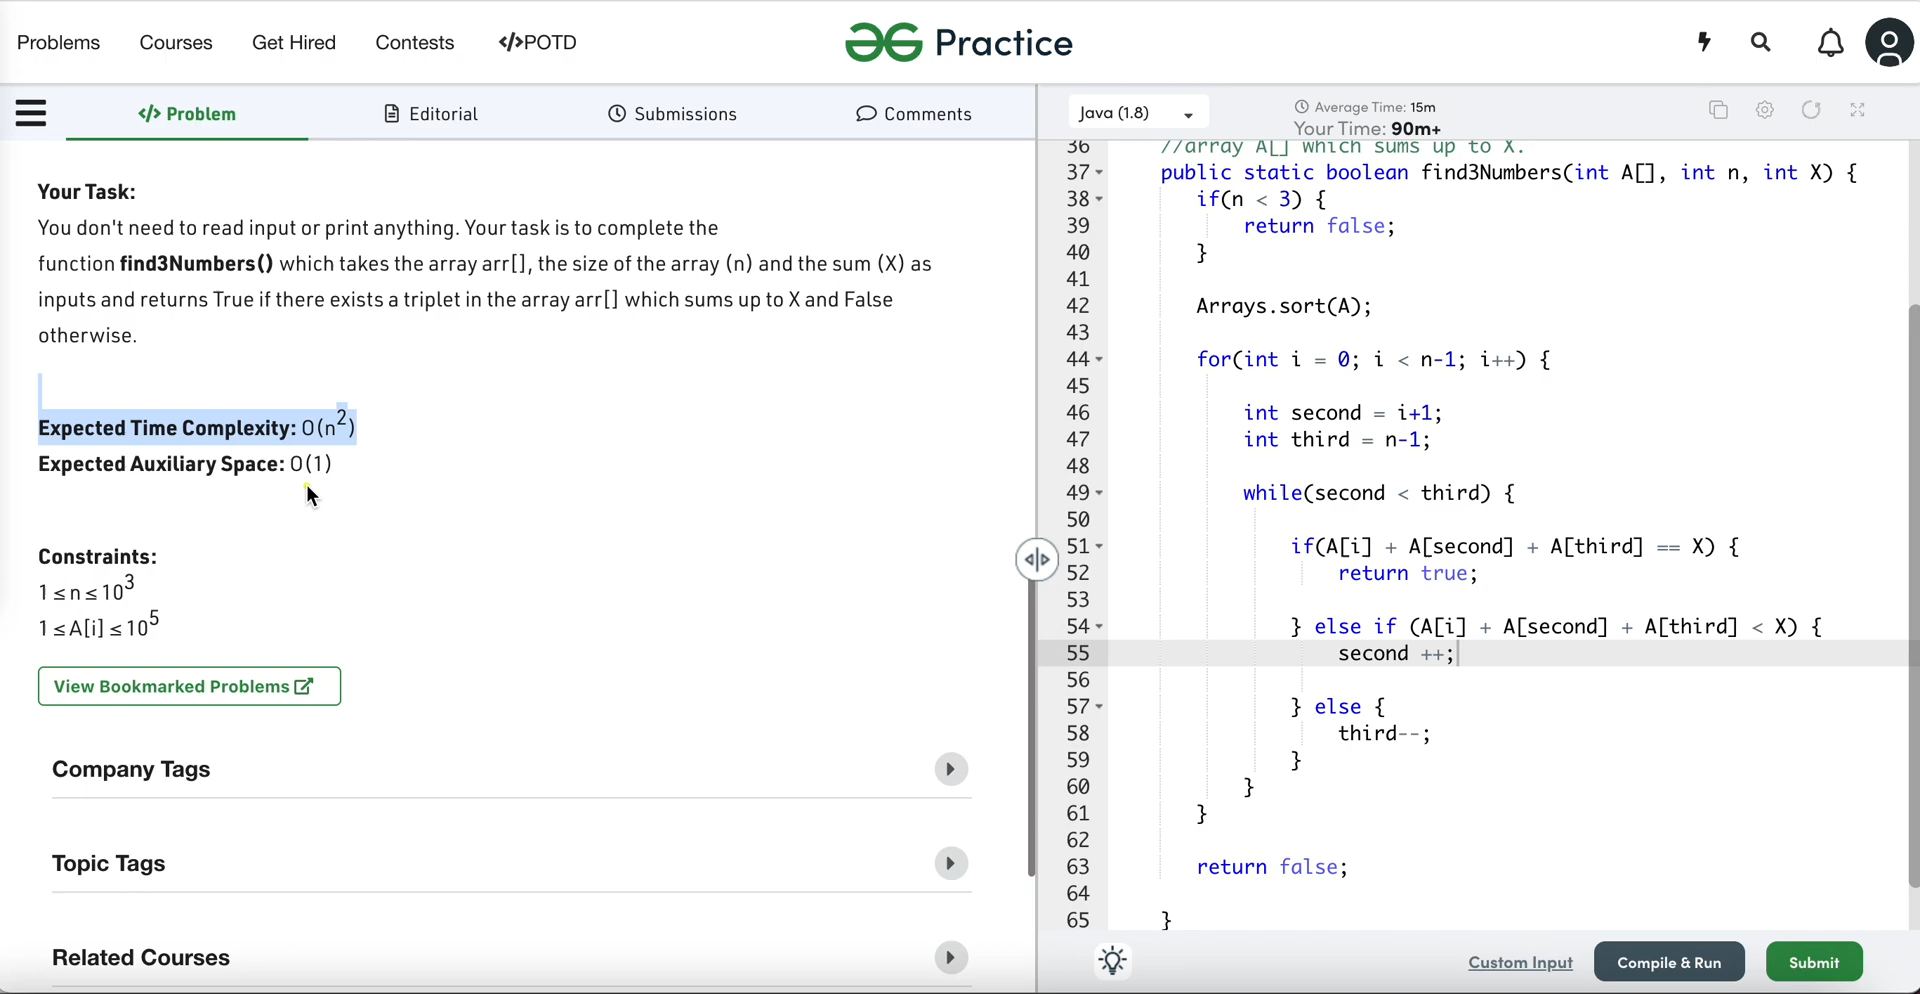 Problems Courses Get Hired Contests </>POTD Practice
</> Problem Editorial Submissions Comments
Your Task:
You don't need to read input or print anything. Your task is to complete the
function find3Numbers() which takes the array arr[], the size of the array (n) and the sum (X) as
inputs and returns True if there exists a triplet in the array arr[] which sums up to X and False
otherwise.
Expected Time Complexity: O(n²)
Expected Auxiliary Space: O(1)
Constraints:
1 ≤ n ≤ 10³
1 ≤ A[i] ≤ 10⁵
View Bookmarked Problems
Company Tags
Topic Tags
Related Courses
Java (1.8)
Average Time: 15m
Your Time: 90m+
36 //array A[] which sums up to X.
37 public static boolean find3Numbers(int A[], int n, int X) {
38 if(n < 3) {
39 return false;
40 }
41
42 Arrays.sort(A);
43
44 for(int i = 0; i < n-1; i++) {
45
46 int second = i+1;
47 int third = n-1;
48
49 while(second < third) {
50
51 if(A[i] + A[second] + A[third] == X) {
52 return true;
53
54 } else if (A[i] + A[second] + A[third] < X) {
55 second ++;
56
57 } else {
58 third--;
59 }
60 }
61 }
62
63 return false;
64
65 }
Custom Input Compile & Run Submit